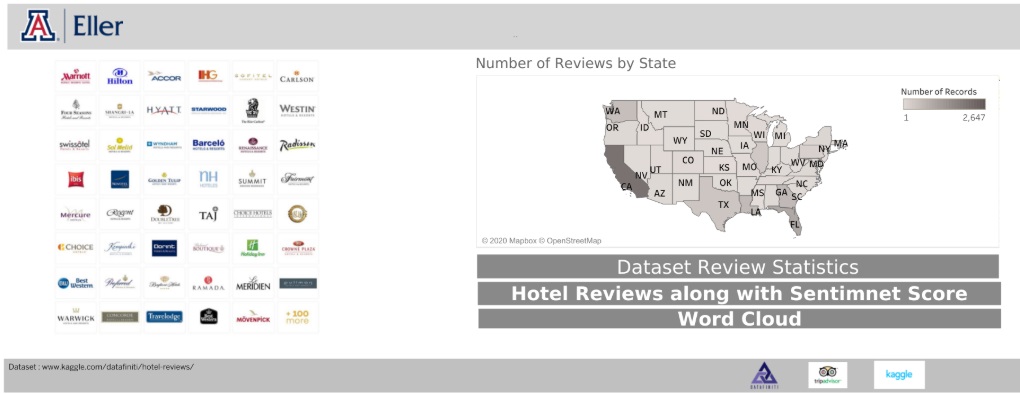 A Eller
Marriott Hilton ACCOR IHG SOFITEL CARLSON
FOUR SEASONS SHANGRI-LA HYATT STARWOOD WESTIN
swissôtel Sol Meliá WYNDHAM Barceló RENAISSANCE Radisson
ibis NOVOTEL GOLDEN TULIP NH SUMMIT Fairmont
Mercure Regent DOUBLETREE TAJ CHOICE HOTELS
CHOICE Kempinski Dorint BOUTIQUE Holiday Inn CROWNE PLAZA
Best Western Preferred RAMADA LE MERIDIEN
WARWICK CONCORDE Travelodge Best Western MÖVENPICK +100 more
Number of Reviews by State
Number of Records
1 2,647
WA MT ND MN
OR ID SD WI MI NY MA
WY NE IA
NV UT CO KS MO KY WV MD
CA AZ NM OK NC
TX MS GA SC
LA FL
© 2020 Mapbox © OpenStreetMap
Dataset Review Statistics
Hotel Reviews along with Sentimnet Score
Word Cloud
Dataset : www.kaggle.com/datafiniti/hotel-reviews/
DATAFINITI tripadvisor kaggle